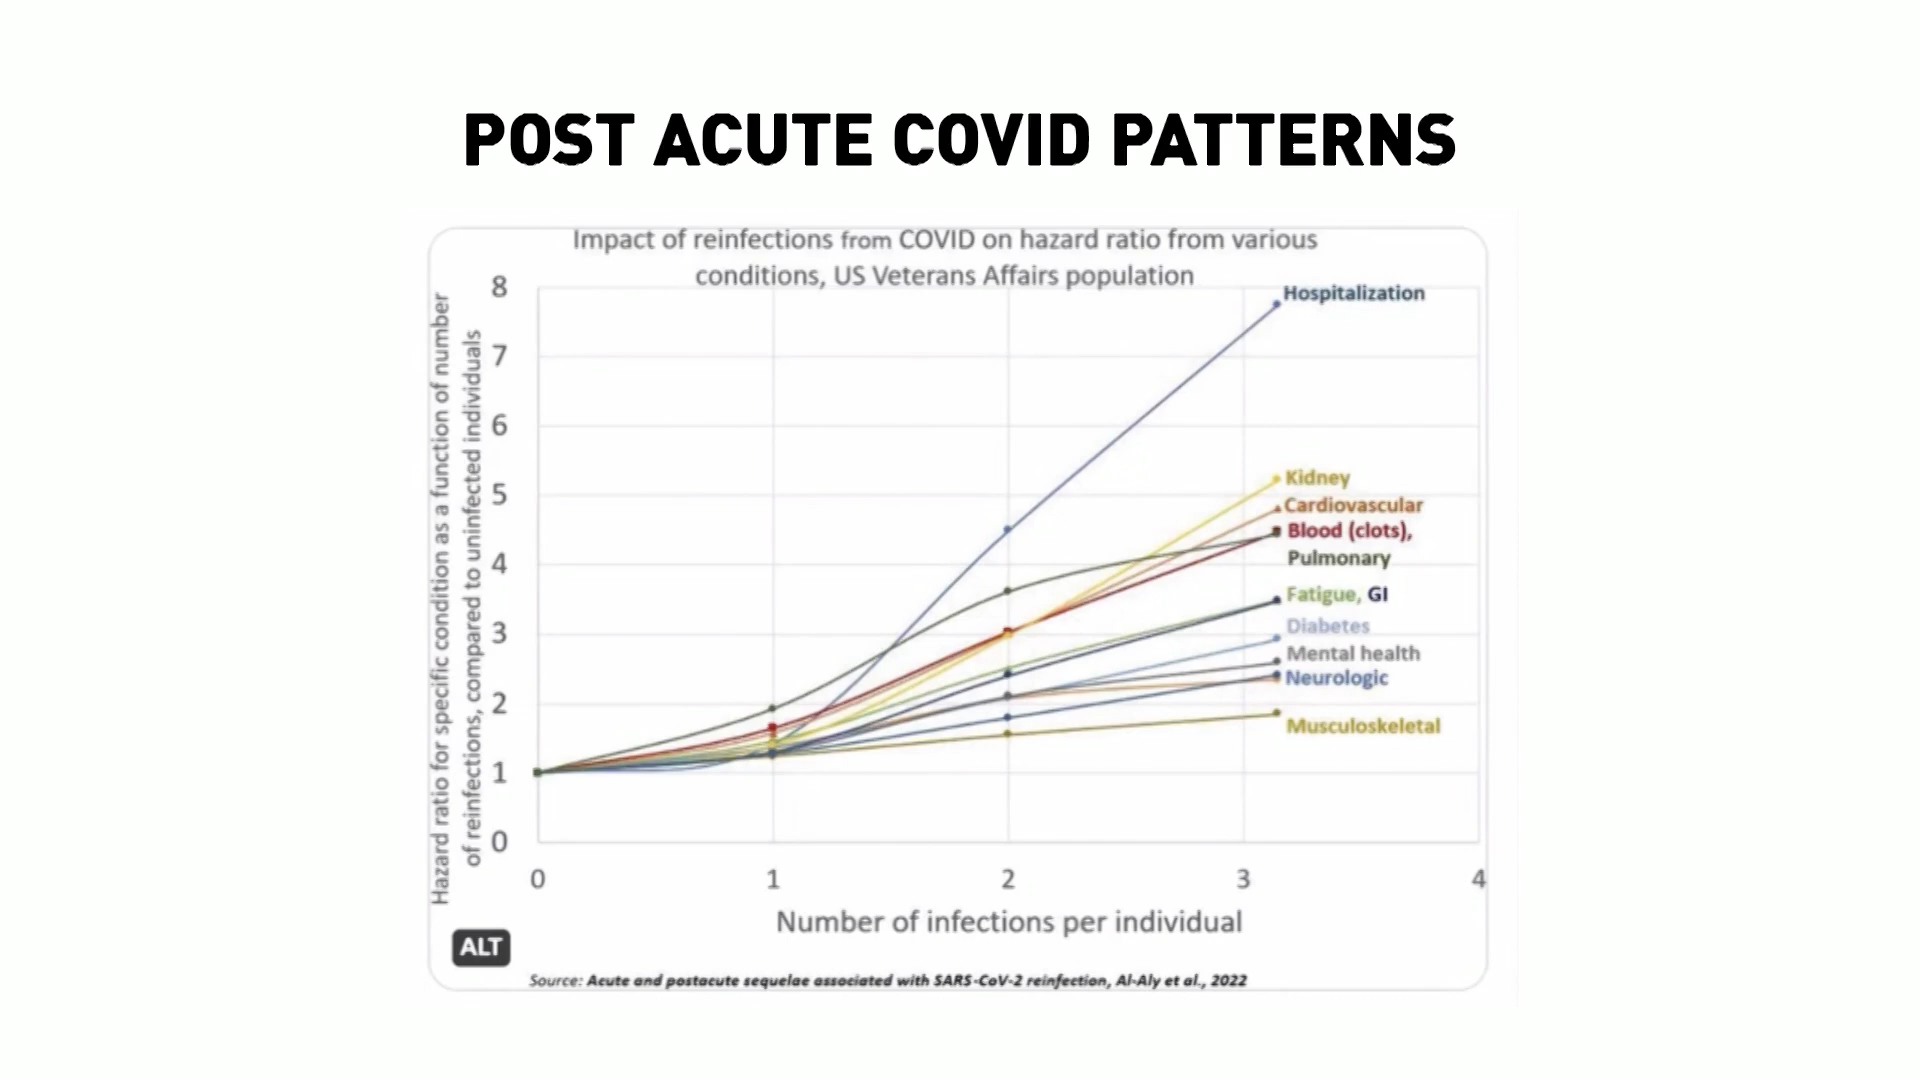 POST ACUTE COVID PATTERNS
Impact of reinfections from COVID on hazard ratio from various
conditions, US Veterans Affairs population
Hazard ratio for specific condition as a function of number
of reinfections, compared to uninfected individuals
8
7
6
5
4
3
2
1
0
Hospitalization
Kidney
Cardiovascular
Blood (clots),
Pulmonary
Fatigue, GI
Diabetes
Mental health
Neurologic
Musculoskeletal
0 1 2 3 4
Number of infections per individual
ALT
Source: Acute and postacute sequelae associated with SARS-CoV-2 reinfection, Al-Aly et al., 2022